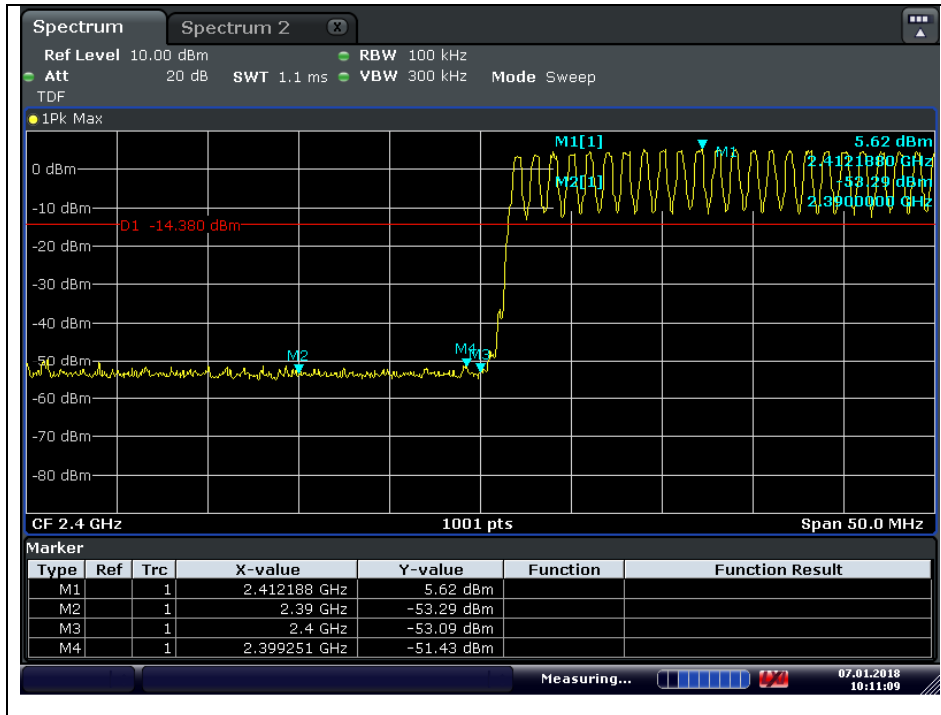 Spectrum Spectrum 2 X
Ref Level 10.00 dBm RBW 100 kHz
Att 20 dB SWT 1.1 ms VBW 300 kHz Mode Sweep
TDF
1Pk Max
M1[1] 5.62 dBm
M1 2.4121880 GHz
0 dBm
M2[1] -53.29 dBm
2.3900000 GHz
-10 dBm
D1 -14.380 dBm
-20 dBm
-30 dBm
-40 dBm
M2 M4 M3
-50 dBm
-60 dBm
-70 dBm
-80 dBm
CF 2.4 GHz 1001 pts Span 50.0 MHz
Marker
Type Ref Trc X-value Y-value Function Function Result
M1 1 2.412188 GHz 5.62 dBm
M2 1 2.39 GHz -53.29 dBm
M3 1 2.4 GHz -53.09 dBm
M4 1 2.399251 GHz -51.43 dBm
Measuring... 07.01.2018
10:11:09